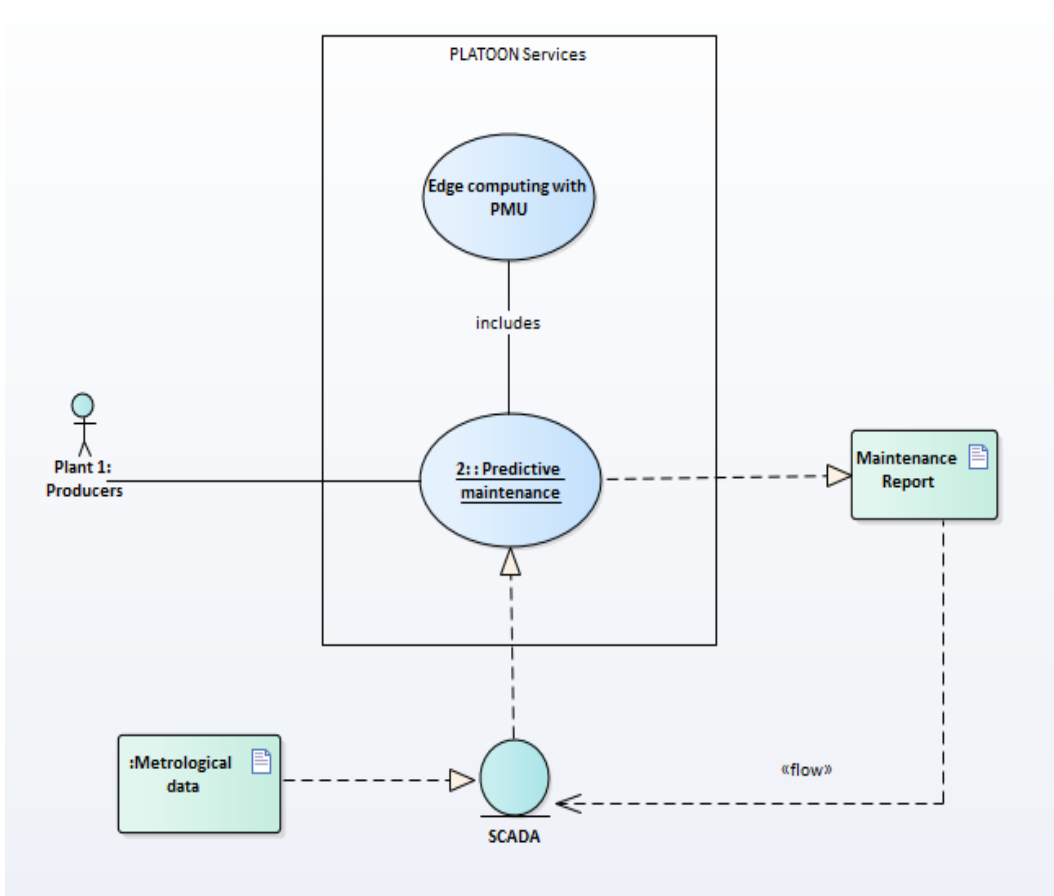 PLATOON Services
Edge computing with
PMU
includes
Plant 1:
Producers
2: : Predictive
maintenance
Maintenance
Report
:Metrological
data
«flow»
SCADA